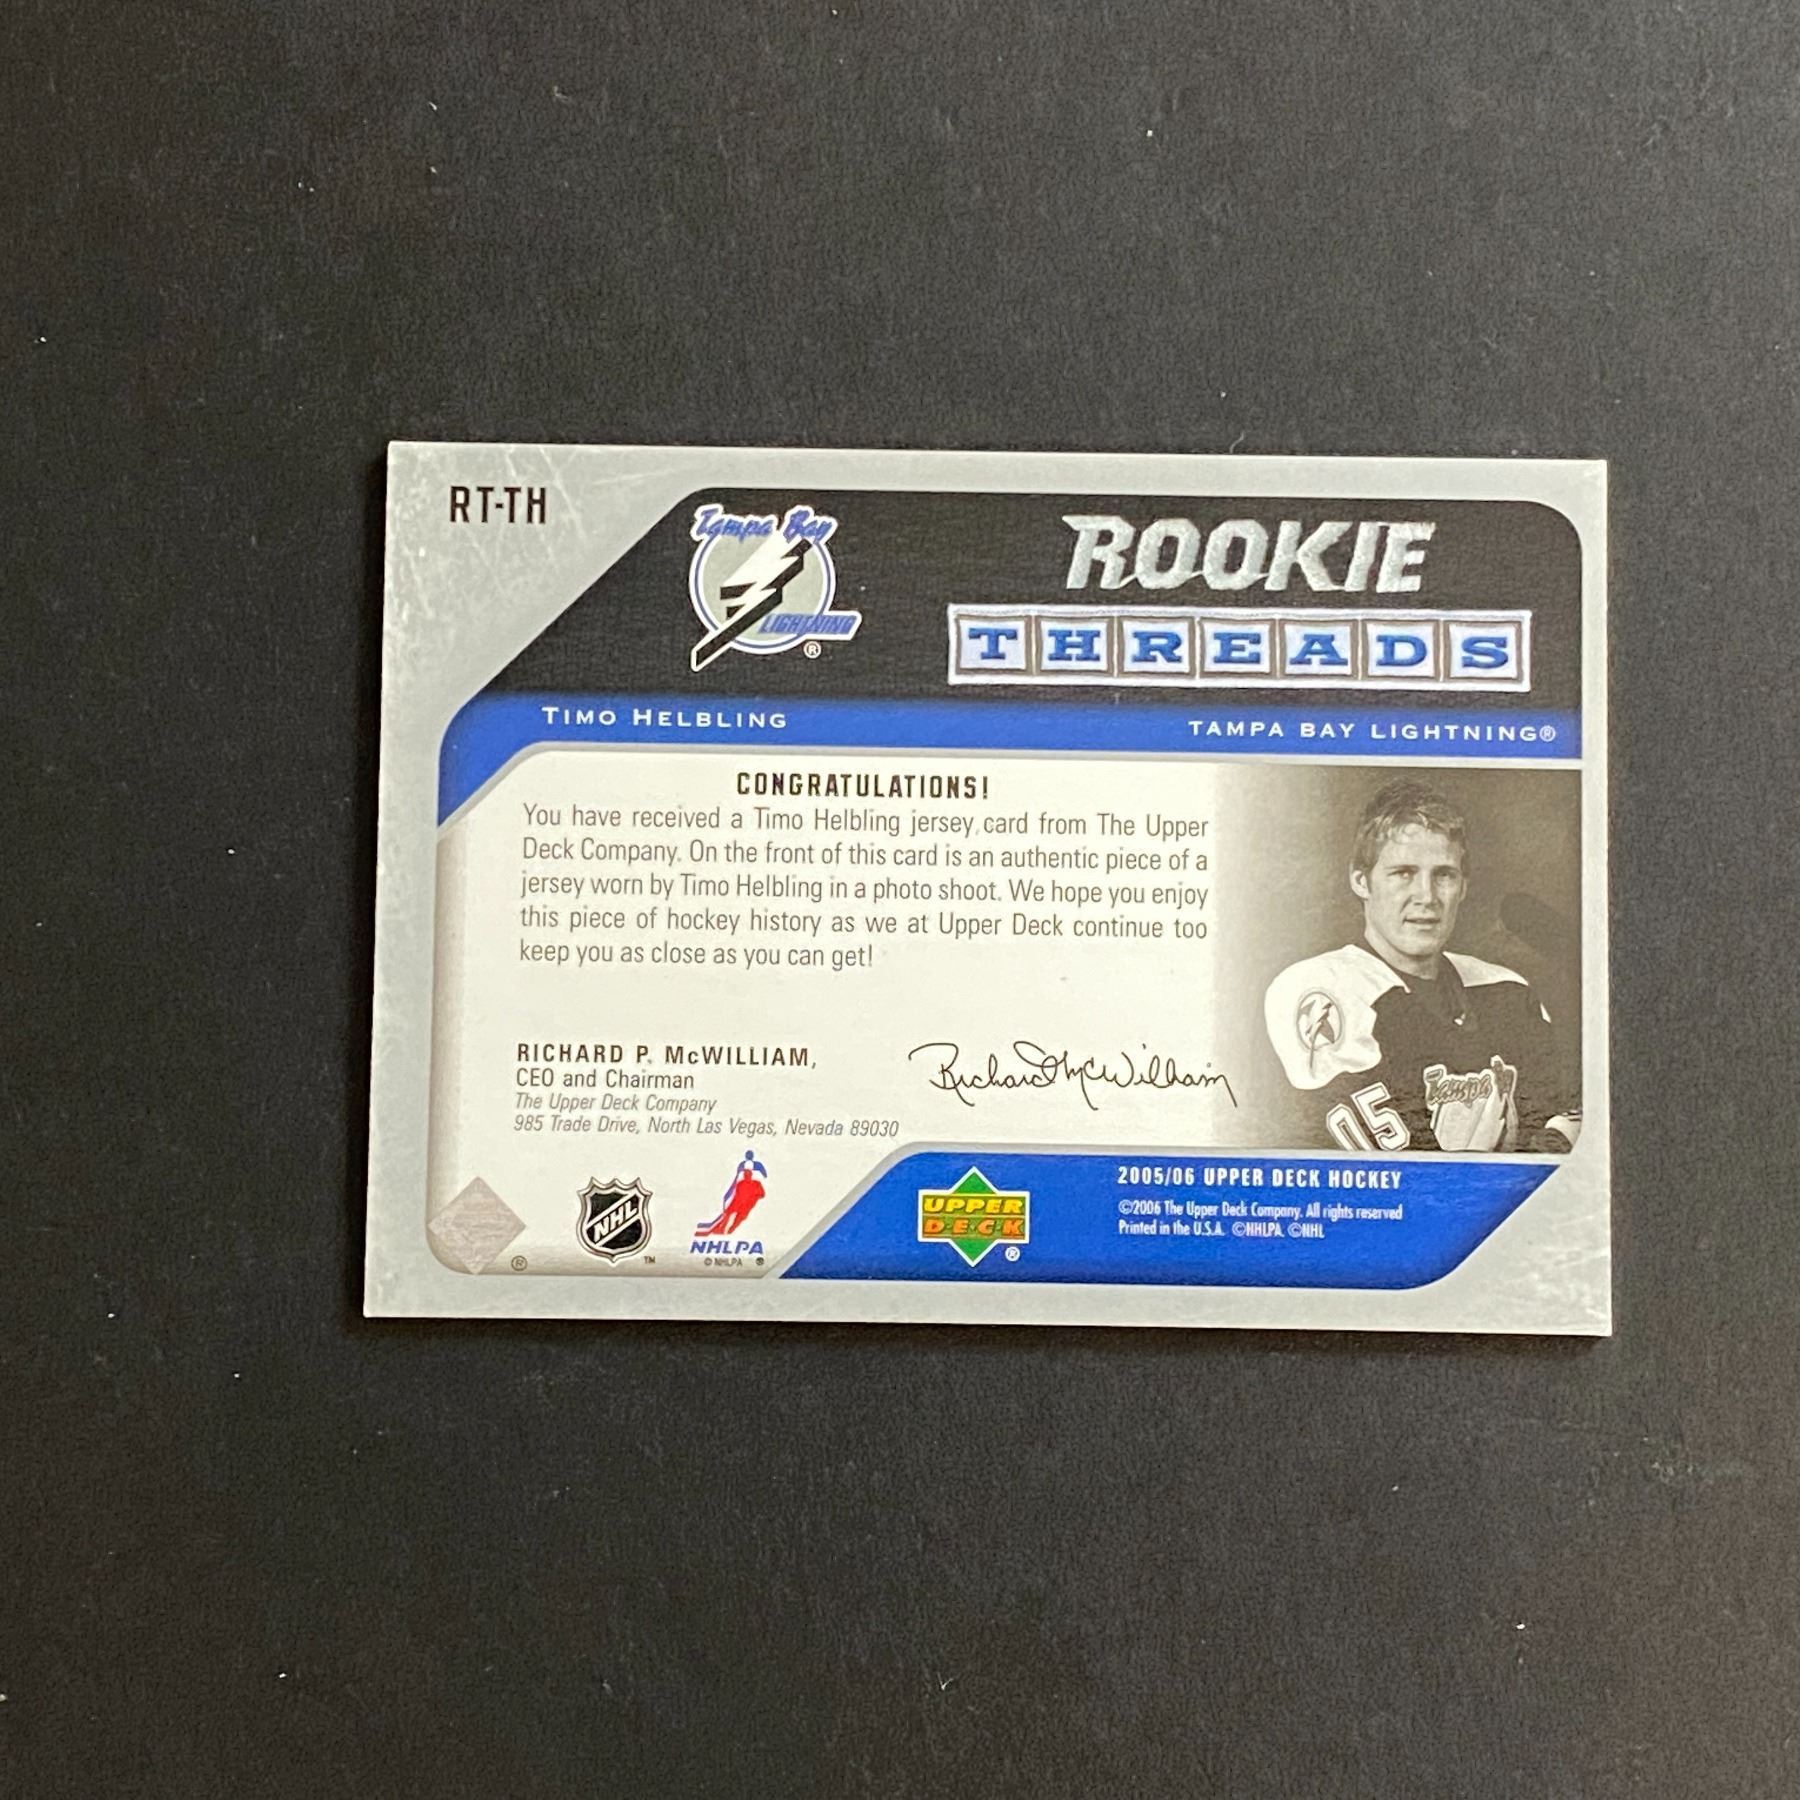 RT-TH
Tampa Bay
LIGHTNING
®
ROOKIE
THREADS
TIMO HELBLING
TAMPA BAY LIGHTNING®
CONGRATULATIONS!
You have received a Timo Helbling jersey card from The Upper
Deck Company. On the front of this card is an authentic piece of a
jersey worn by Timo Helbling in a photo shoot. We hope you enjoy
this piece of hockey history as we at Upper Deck continue too
keep you as close as you can get!
RICHARD P. McWILLIAM,
CEO and Chairman
The Upper Deck Company
985 Trade Drive, North Las Vegas, Nevada 89030
Richard McWilliam
05
Tampa
®
NHL
™
NHLPA
© NHLPA ®
UPPER
DECK
®
2005/06 UPPER DECK HOCKEY
©2006 The Upper Deck Company. All rights reserved
Printed in the U.S.A. ©NHLPA. ©NHL